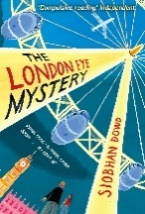 'Compulsive reading' Independent
THE
LONDON EYE
MYSTERY
SIOBHAN DOWD